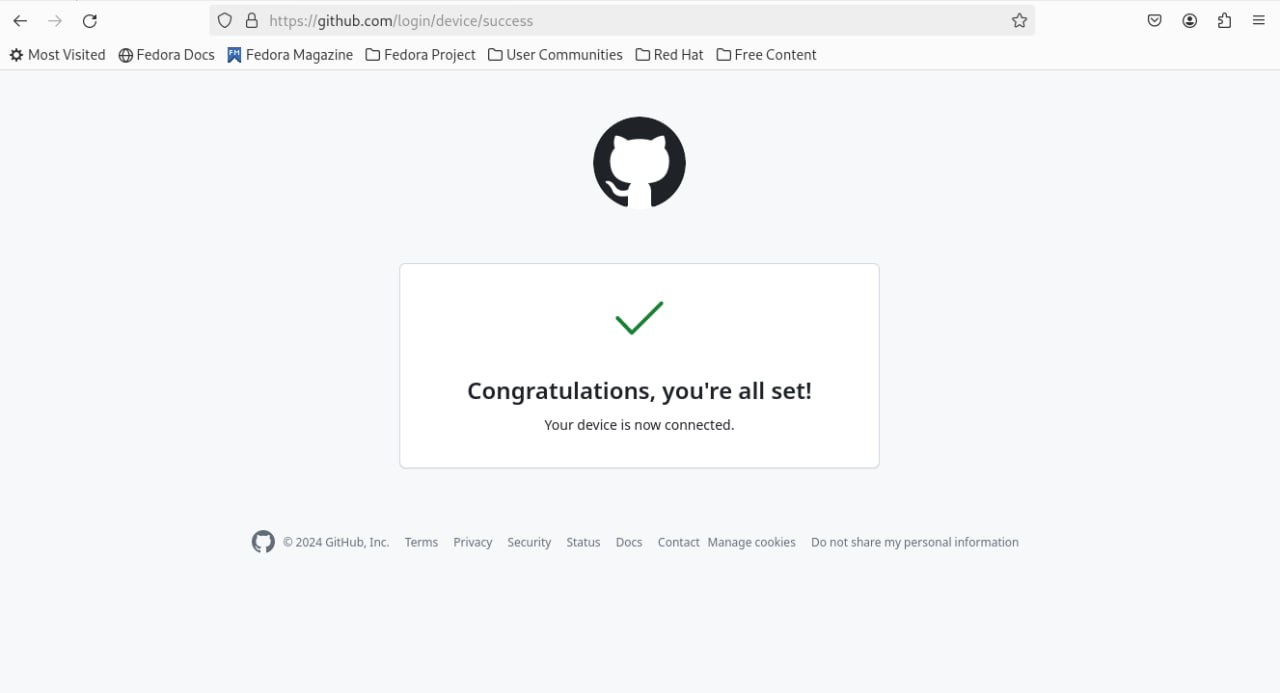 https://github.com/login/device/success
Most Visited Fedora Docs Fedora Magazine Fedora Project User Communities Red Hat Free Content
Congratulations, you're all set!
Your device is now connected.
© 2024 GitHub, Inc. Terms Privacy Security Status Docs Contact Manage cookies Do not share my personal information